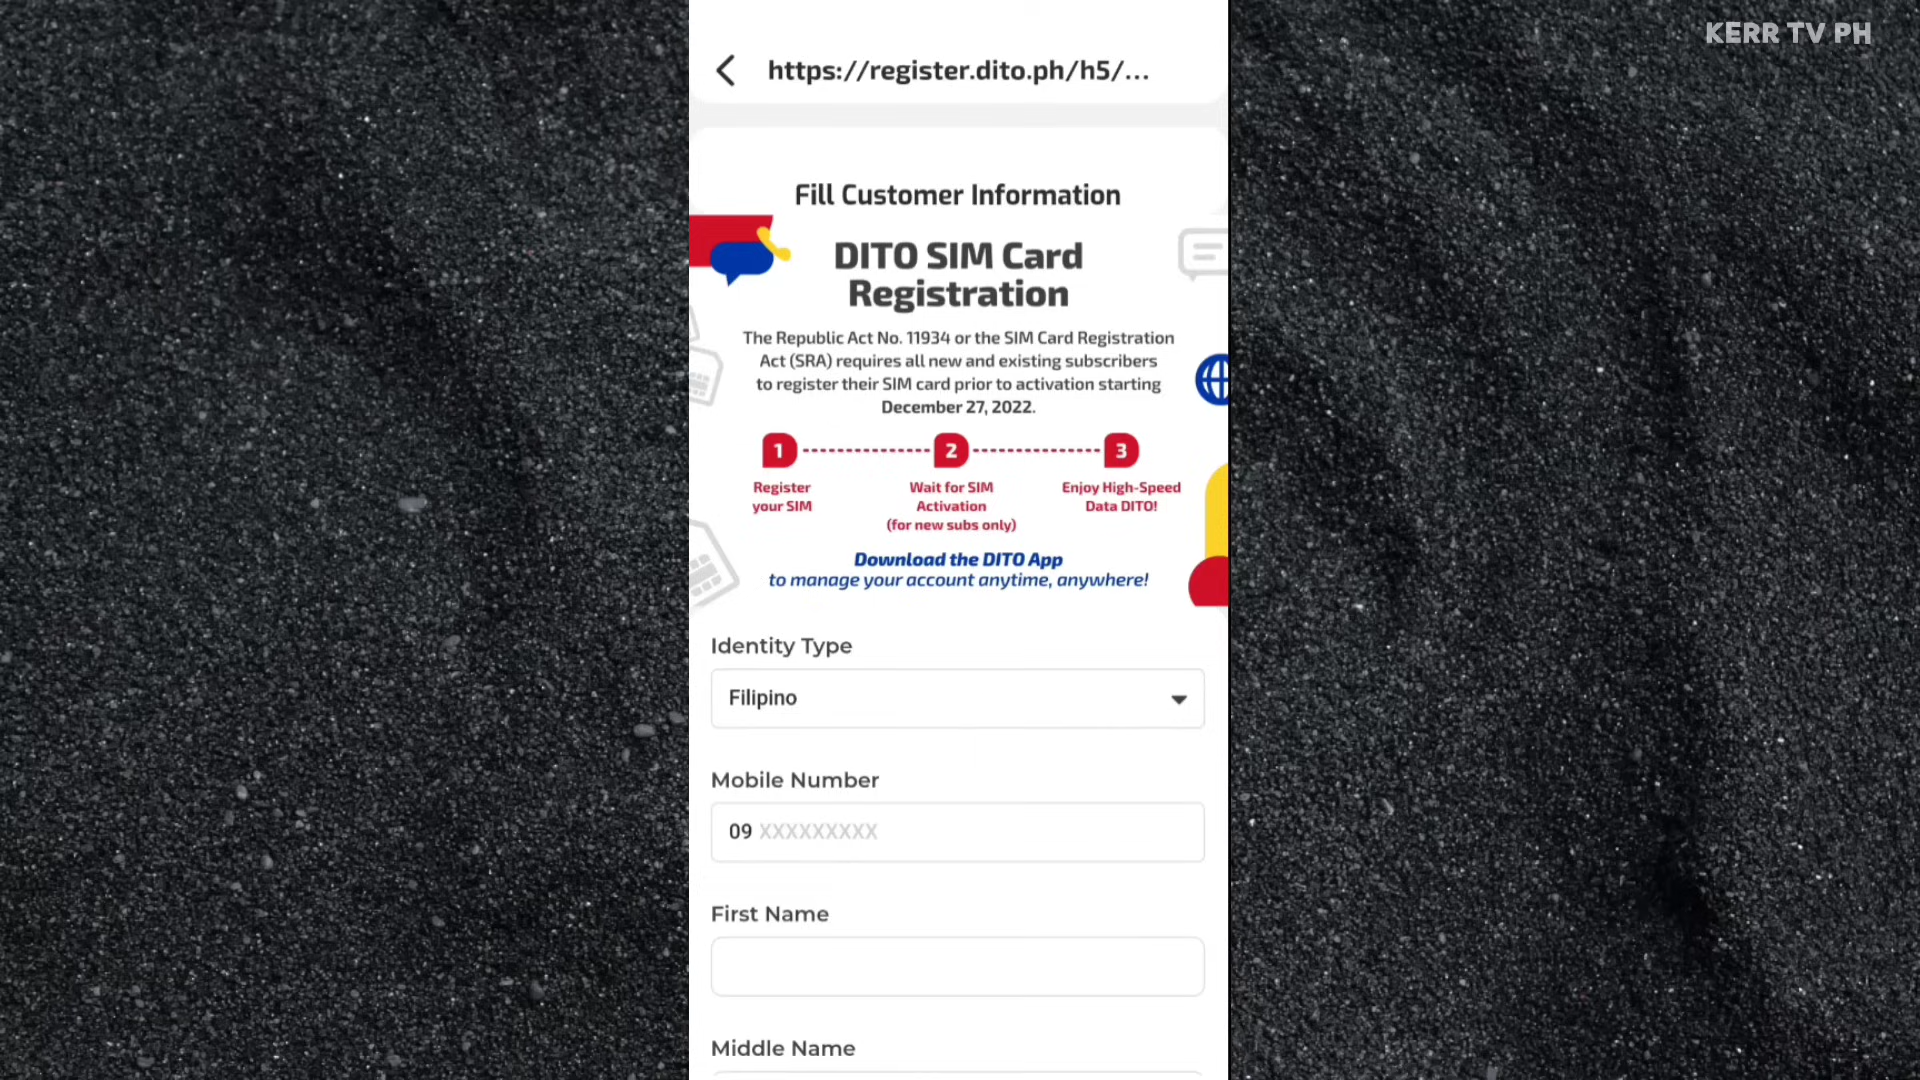 KERR TV PH
https://register.dito.ph/h5/...
Fill Customer Information
DITO SIM Card
Registration
The Republic Act No. 11934 or the SIM Card Registration
Act (SRA) requires all new and existing subscribers
to register their SIM card prior to activation starting
December 27, 2022.
1
2
3
Register
your SIM
Wait for SIM
Activation
(for new subs only)
Enjoy High-Speed
Data DITO!
Download the DITO App
to manage your account anytime, anywhere!
Identity Type
Filipino
Mobile Number
09 XXXXXXXXX
First Name
Middle Name